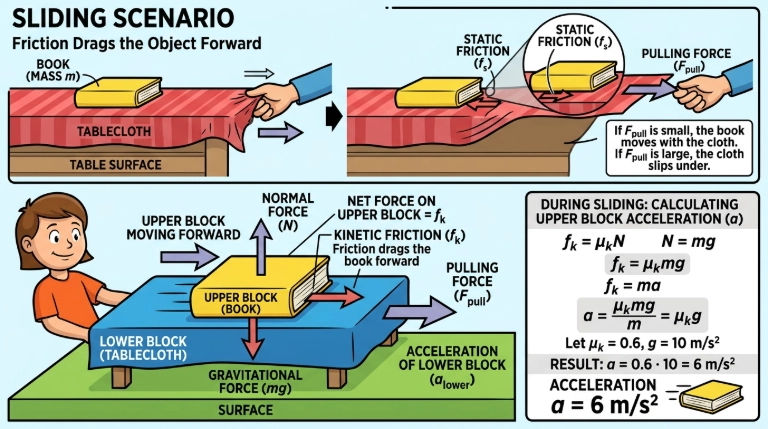 SLIDING SCENARIO
Friction Drags the Object Forward
BOOK
(MASS m)
TABLECLOTH
TABLE SURFACE
STATIC
FRICTION
(fs)
STATIC
FRICTION (fs)
PULLING FORCE
(Fpull)
If Fpull is small, the book
moves with the cloth.
If Fpull is large, the cloth
slips under.
UPPER BLOCK
MOVING FORWARD
NORMAL
FORCE
(N)
NET FORCE ON
UPPER BLOCK = fk
KINETIC FRICTION (fk)
Friction drags the
book forward
PULLING
FORCE
(Fpull)
UPPER BLOCK
(BOOK)
LOWER BLOCK
(TABLECLOTH)
GRAVITATIONAL
FORCE (mg)
ACCELERATION
OF LOWER BLOCK
(alower)
SURFACE
DURING SLIDING: CALCULATING
UPPER BLOCK ACCELERATION (a)
fk = μkN N = mg
fk = μkmg
fk = ma
a = μkmg/m = μkg
Let μk = 0.6, g = 10 m/s²
RESULT: a = 0.6 · 10 = 6 m/s²
ACCELERATION
a = 6 m/s²